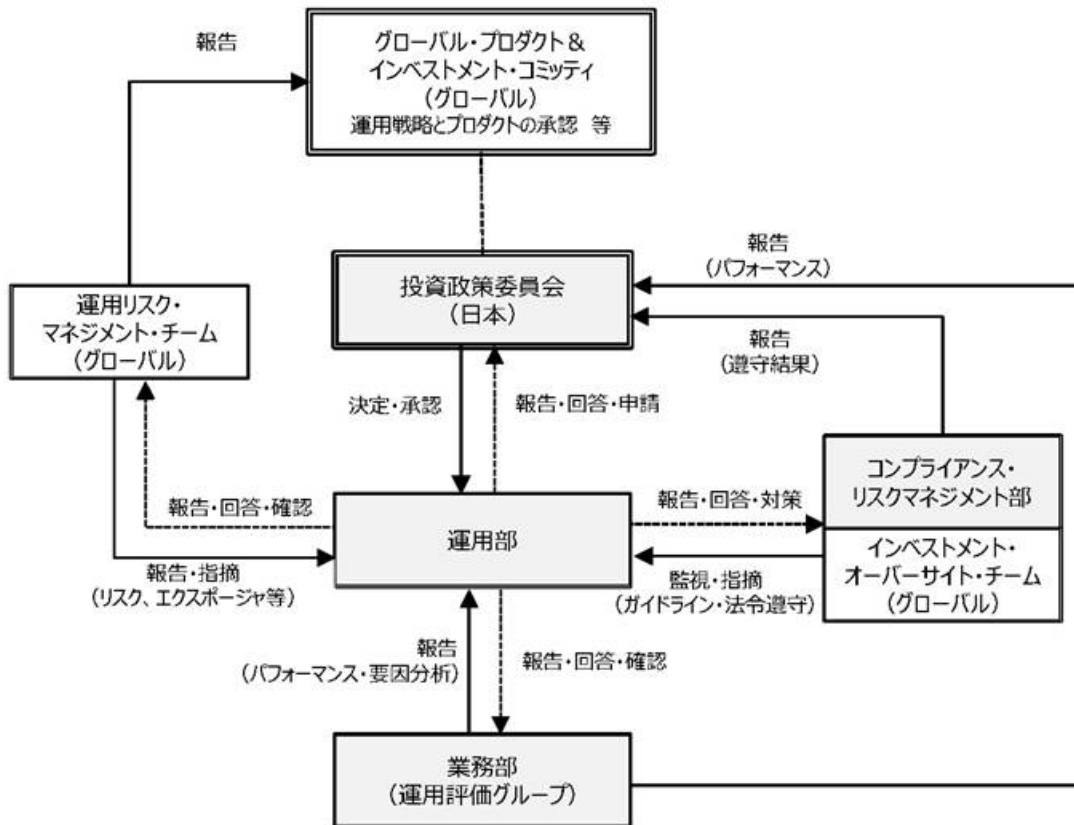 報告
グローバル・プロダクト＆
インベストメント・コミッティ
（グローバル）
運用戦略とプロダクトの承認 等
報告
（パフォーマンス）
投資政策委員会
（日本）
運用リスク・
マネジメント・チーム
（グローバル）
報告
（遵守結果）
決定・承認
報告・回答・申請
コンプライアンス・
リスクマネジメント部
報告・回答・確認
報告・回答・対策
運用部
インベストメント・
オーバーサイト・チーム
（グローバル）
報告・指摘
（リスク、エクスポージャ等）
監視・指摘
（ガイドライン・法令遵守）
報告
（パフォーマンス・要因分析）
報告・回答・確認
業務部
（運用評価グループ）